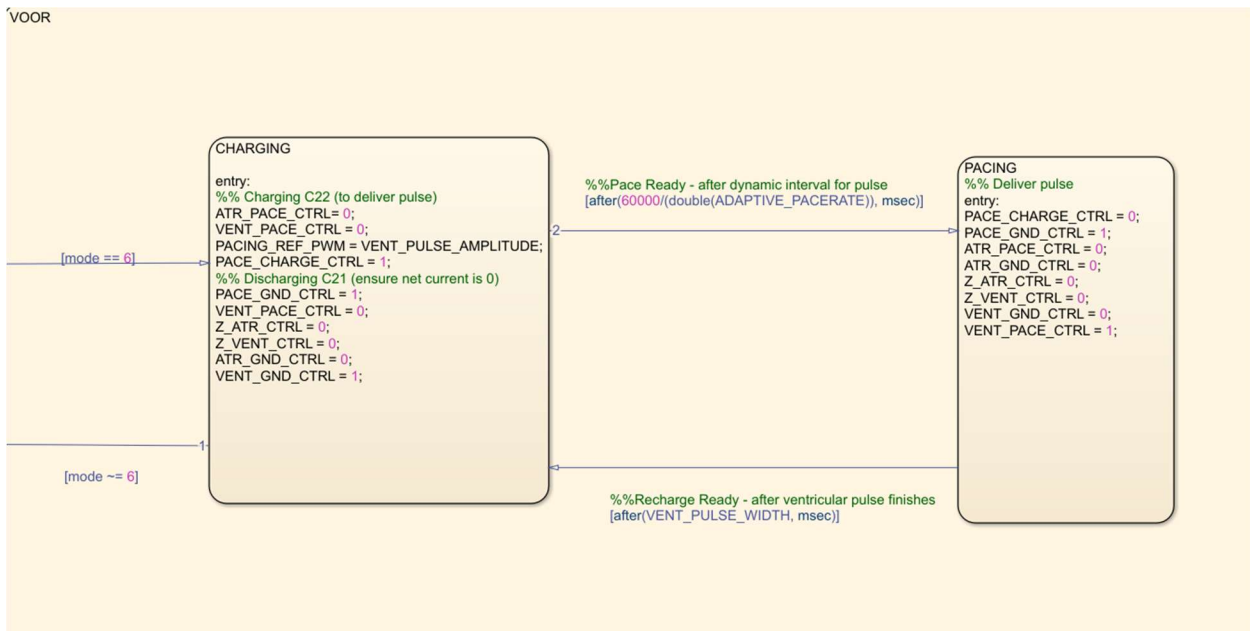 VOOR
[mode == 6]
[mode ~= 6]
1
CHARGING
entry:
%% Charging C22 (to deliver pulse)
ATR_PACE_CTRL= 0;
VENT_PACE_CTRL = 0;
PACING_REF_PWM = VENT_PULSE_AMPLITUDE;
PACE_CHARGE_CTRL = 1;
%% Discharging C21 (ensure net current is 0)
PACE_GND_CTRL = 1;
VENT_PACE_CTRL = 0;
Z_ATR_CTRL = 0;
Z_VENT_CTRL = 0;
ATR_GND_CTRL = 0;
VENT_GND_CTRL = 1;
%%Pace Ready - after dynamic interval for pulse
[after(60000/(double(ADAPTIVE_PACERATE)), msec)]
2
%%Recharge Ready - after ventricular pulse finishes
[after(VENT_PULSE_WIDTH, msec)]
PACING
%% Deliver pulse
entry:
PACE_CHARGE_CTRL = 0;
PACE_GND_CTRL = 1;
ATR_PACE_CTRL = 0;
ATR_GND_CTRL = 0;
Z_ATR_CTRL = 0;
Z_VENT_CTRL = 0;
VENT_GND_CTRL = 0;
VENT_PACE_CTRL = 1;